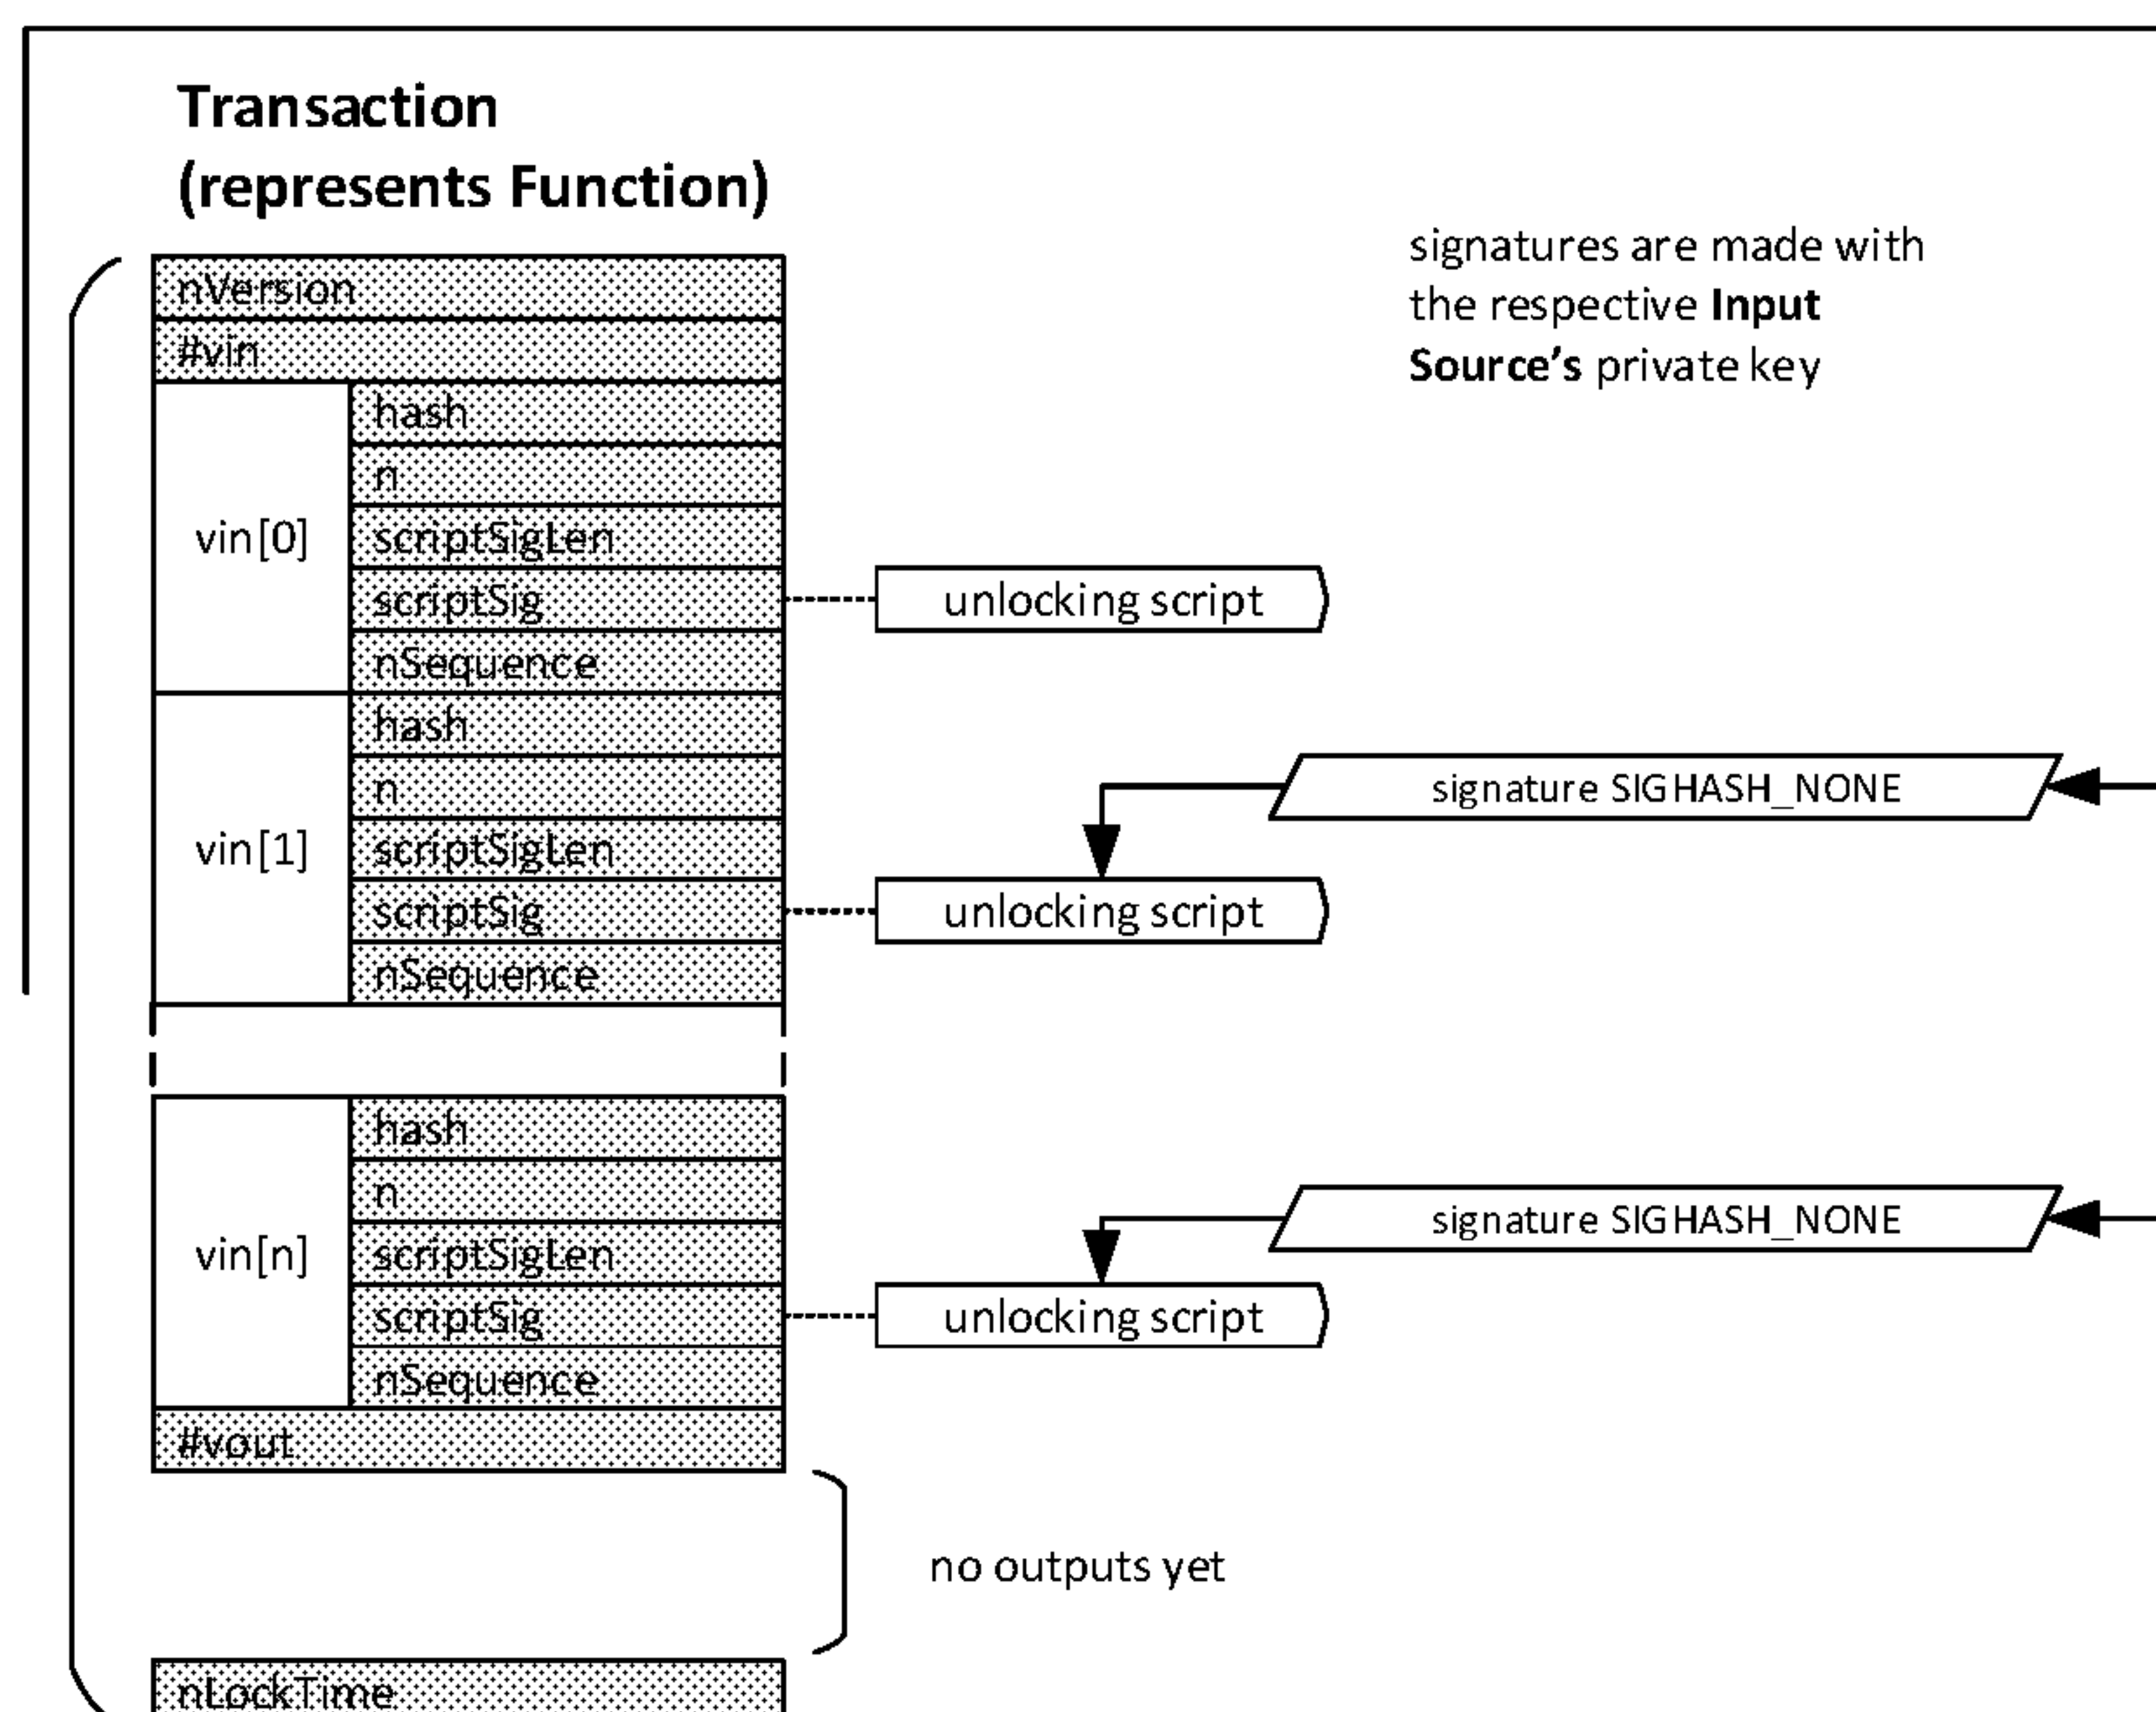 Transaction
(represents Function)
signatures are made with
the respective Input
Source's private key
nVersion
#vin
vin[0]
hash
n
scriptSigLen
scriptSig
nSequence
unlocking script
vin[1]
hash
n
scriptSigLen
scriptSig
nSequence
signature SIGHASH_NONE
unlocking script
vin[n]
hash
n
scriptSigLen
scriptSig
nSequence
signature SIGHASH_NONE
unlocking script
#vout
no outputs yet
nLockTime